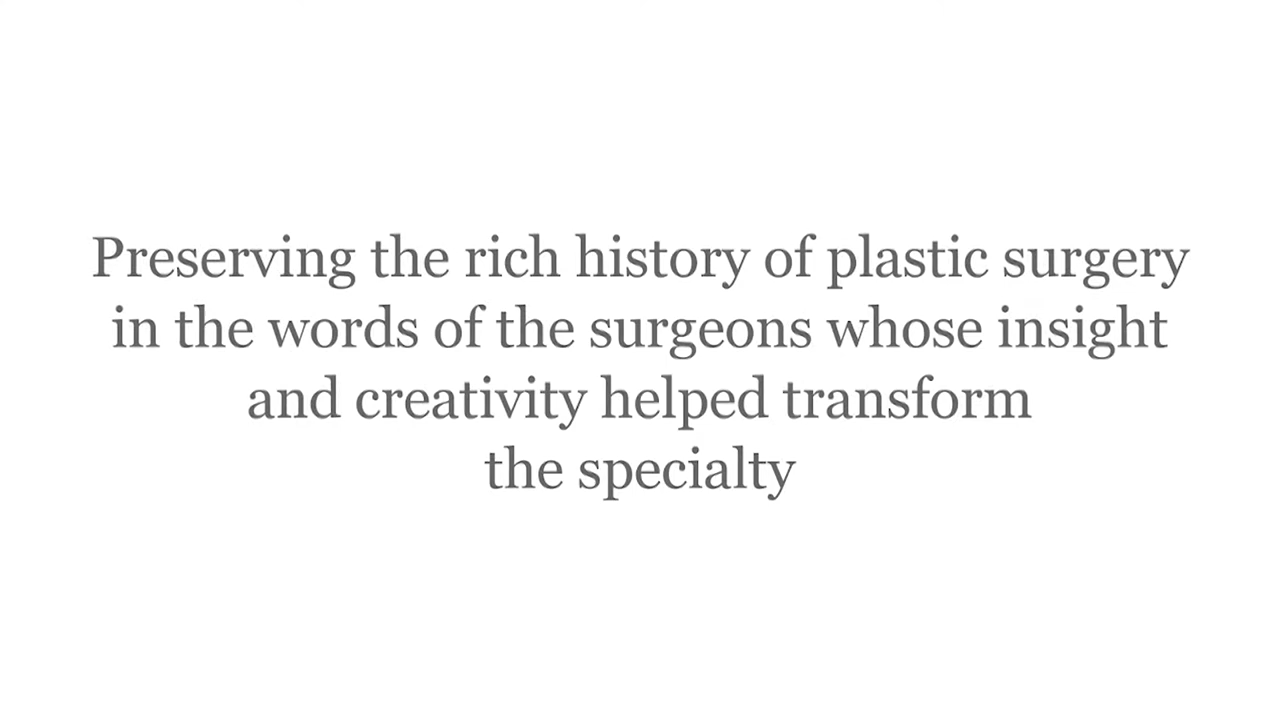 Preserving the rich history of plastic surgery
in the words of the surgeons whose insight
and creativity helped transform
the specialty